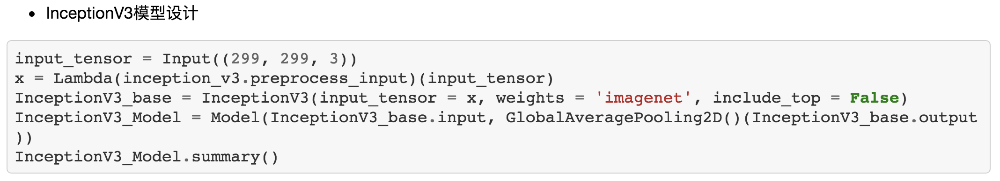 • InceptionV3模型设计
input_tensor = Input((299, 299, 3))
x = Lambda(inception_v3.preprocess_input)(input_tensor)
InceptionV3_base = InceptionV3(input_tensor = x, weights = 'imagenet', include_top = False)
InceptionV3_Model = Model(InceptionV3_base.input, GlobalAveragePooling2D()(InceptionV3_base.output
))
InceptionV3_Model.summary()